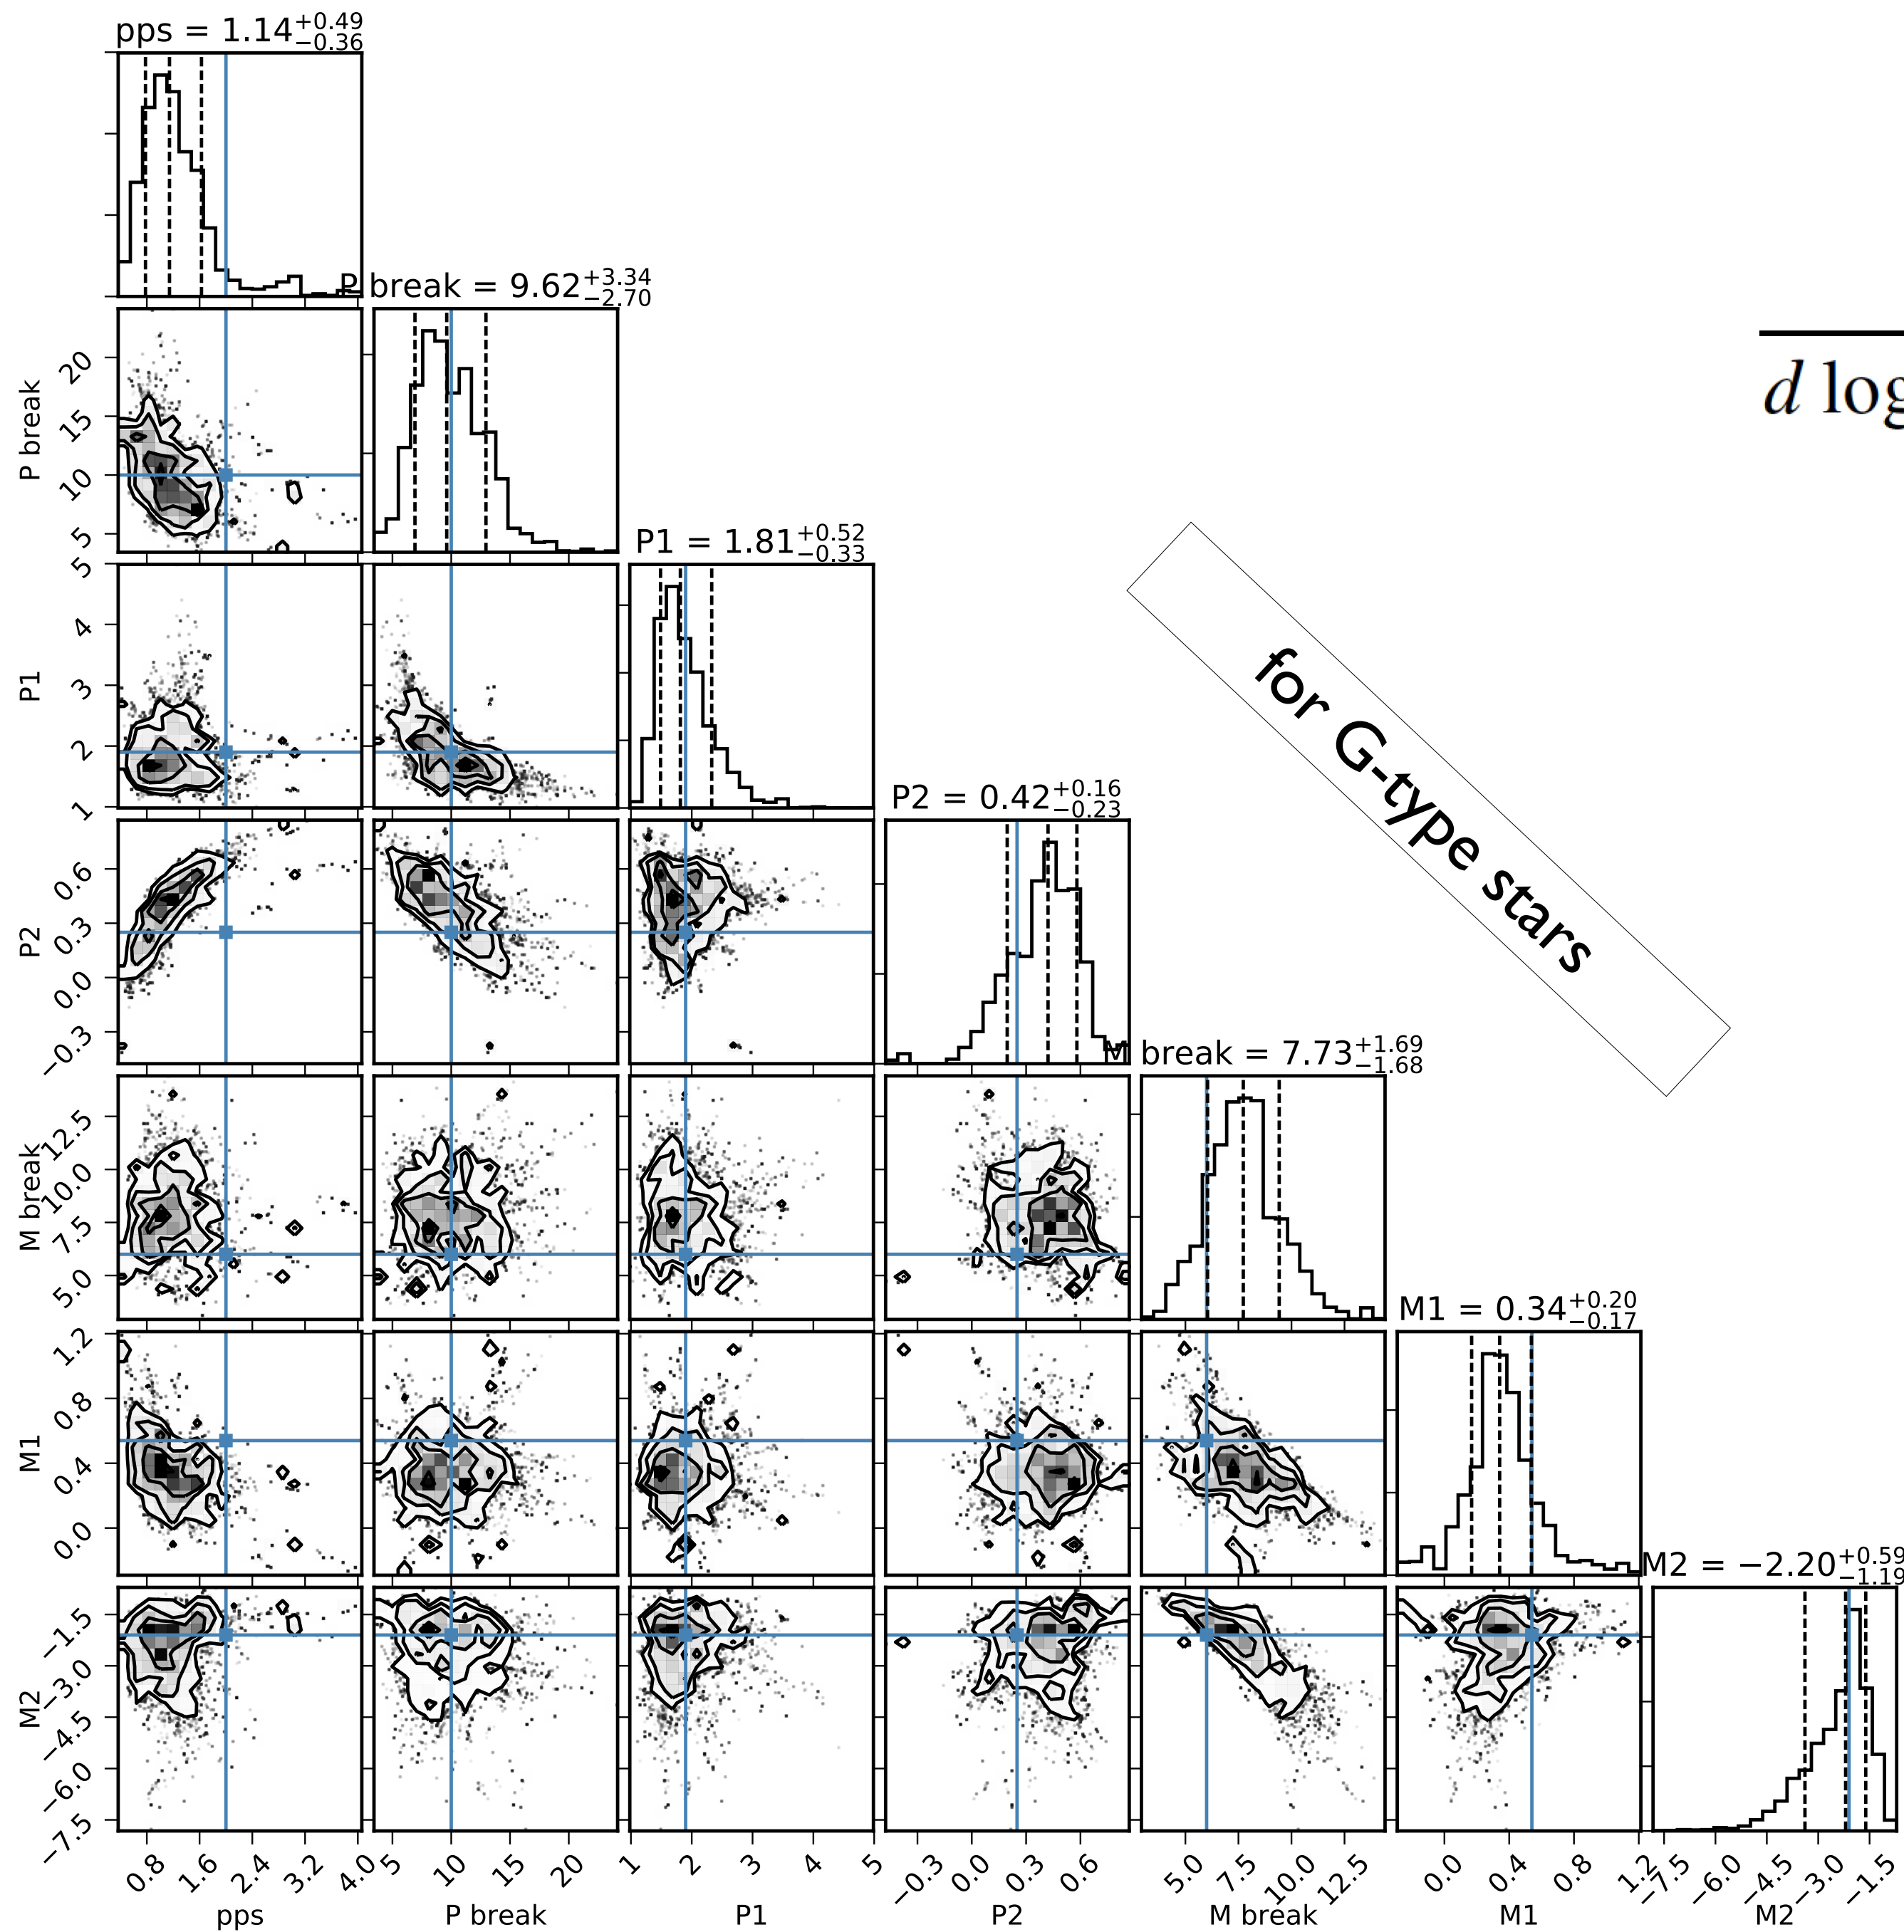 pps = 1.14+0.49−0.36
P break = 9.62+3.34−2.70
d log
20
15
10
5
P break
P1 = 1.81+0.52−0.33
for G-type stars
5
4
3
2
1
P1
P2 = 0.42+0.16−0.23
0.6
0.3
0.0
−0.3
P2
M break = 7.73+1.69−1.68
12.5
10.0
7.5
5.0
M break
M1 = 0.34+0.20−0.17
1.2
0.8
0.4
0.0
M1
M2 = −2.20+0.59−1.19
−1.5
−3.0
−4.5
−6.0
−7.5
M2
0.8 1.6 2.4 3.2 4.0 5 10 15 20 1 2 3 4 5 −0.3 0.0 0.3 0.6 5.0 7.5 10.0 12.5 0.0 0.4 0.8 1.2 −7.5 −6.0 −4.5 −3.0 −1.5
pps P break P1 P2 M break M1 M2